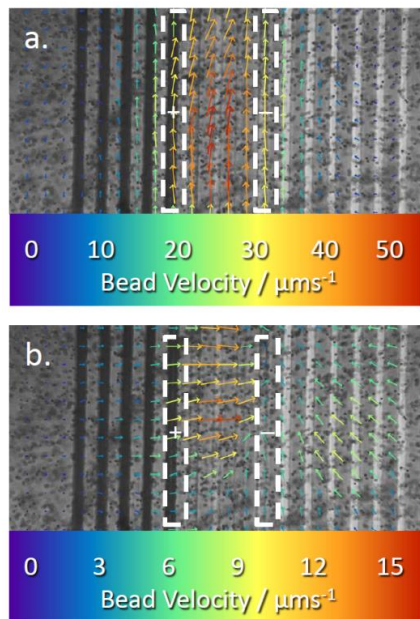 a.
+ −
0 10 20 30 40 50
Bead Velocity / μms⁻¹
b.
+ −
0 3 6 9 12 15
Bead Velocity / μms⁻¹